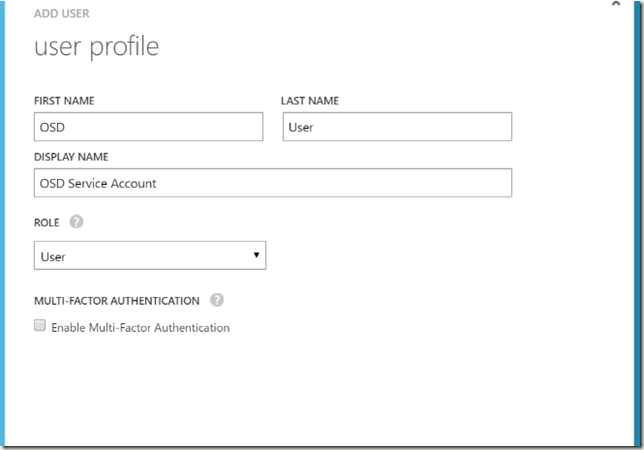 ADD USER
user profile
FIRST NAME LAST NAME
OSD User
DISPLAY NAME
OSD Service Account
ROLE ?
User
MULTI-FACTOR AUTHENTICATION ?
Enable Multi-Factor Authentication